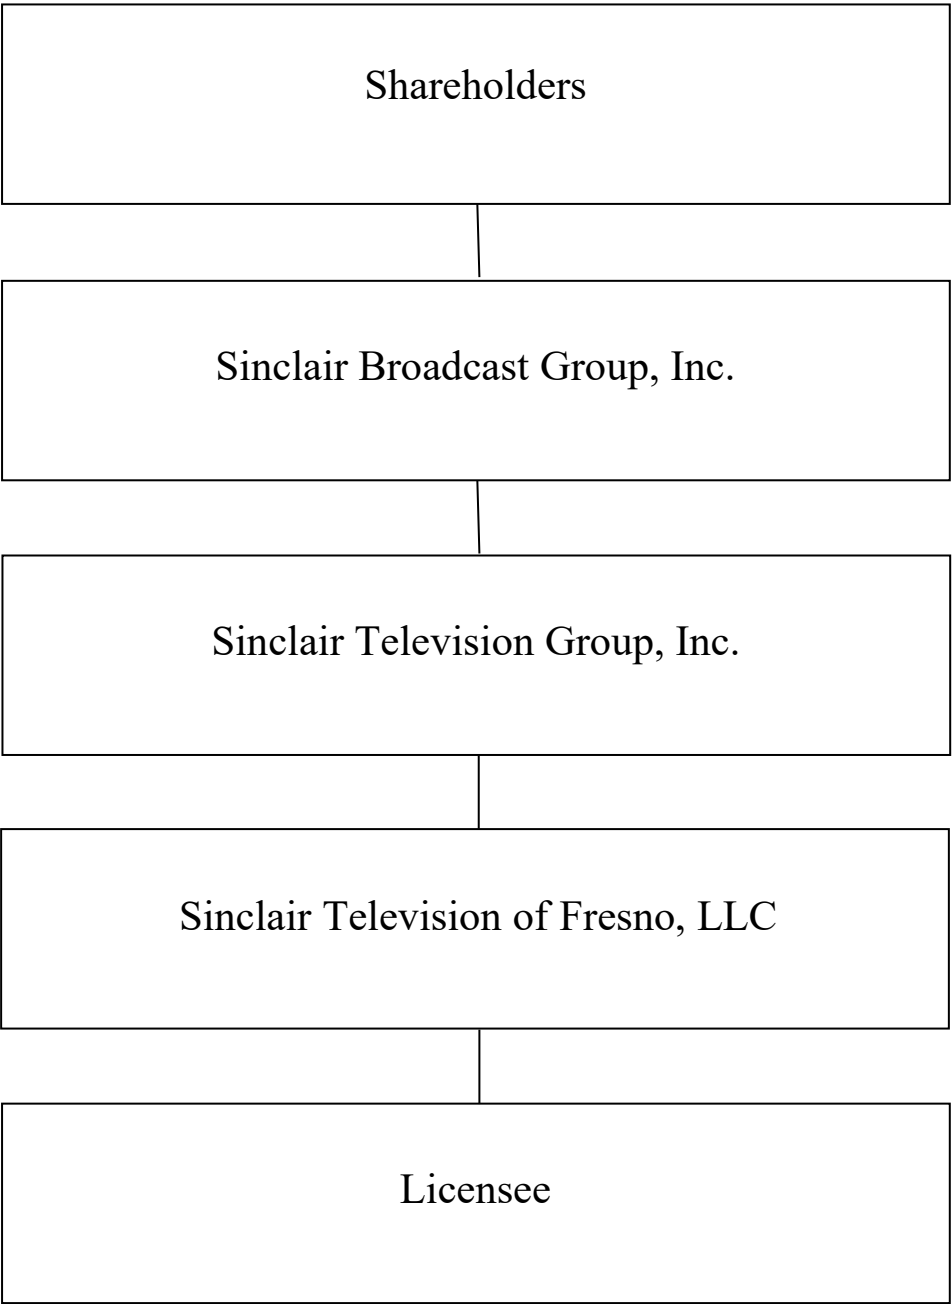 Shareholders
Sinclair Broadcast Group, Inc.
Sinclair Television Group, Inc.
Sinclair Television of Fresno, LLC
Licensee